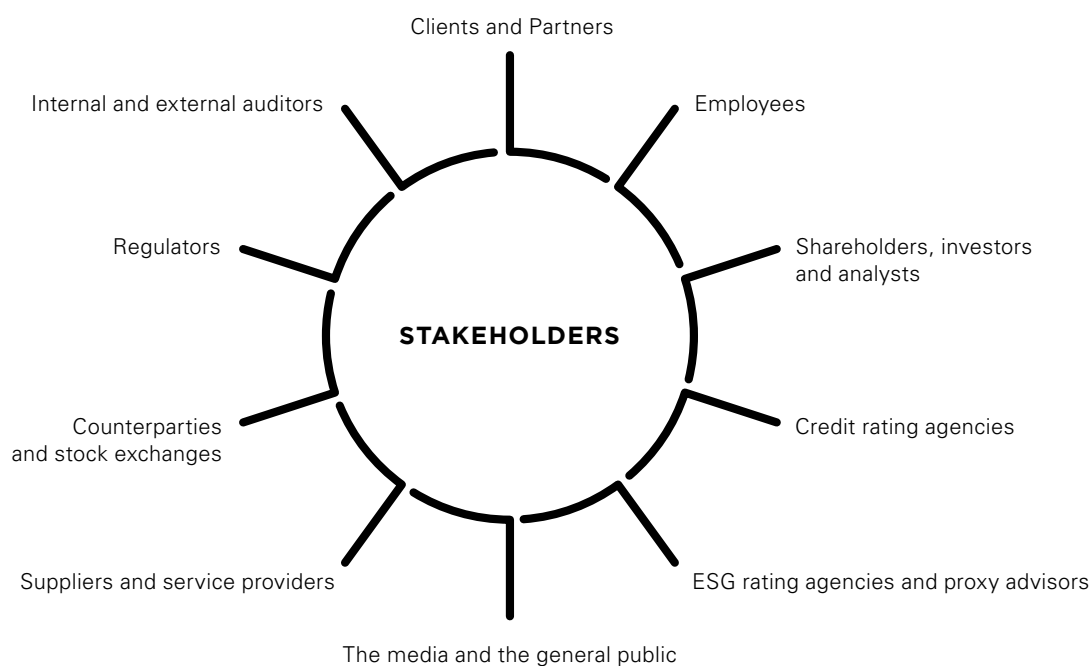 Clients and Partners
Internal and external auditors
Employees
Regulators
Shareholders, investors
and analysts
STAKEHOLDERS
Counterparties
and stock exchanges
Credit rating agencies
Suppliers and service providers
ESG rating agencies and proxy advisors
The media and the general public